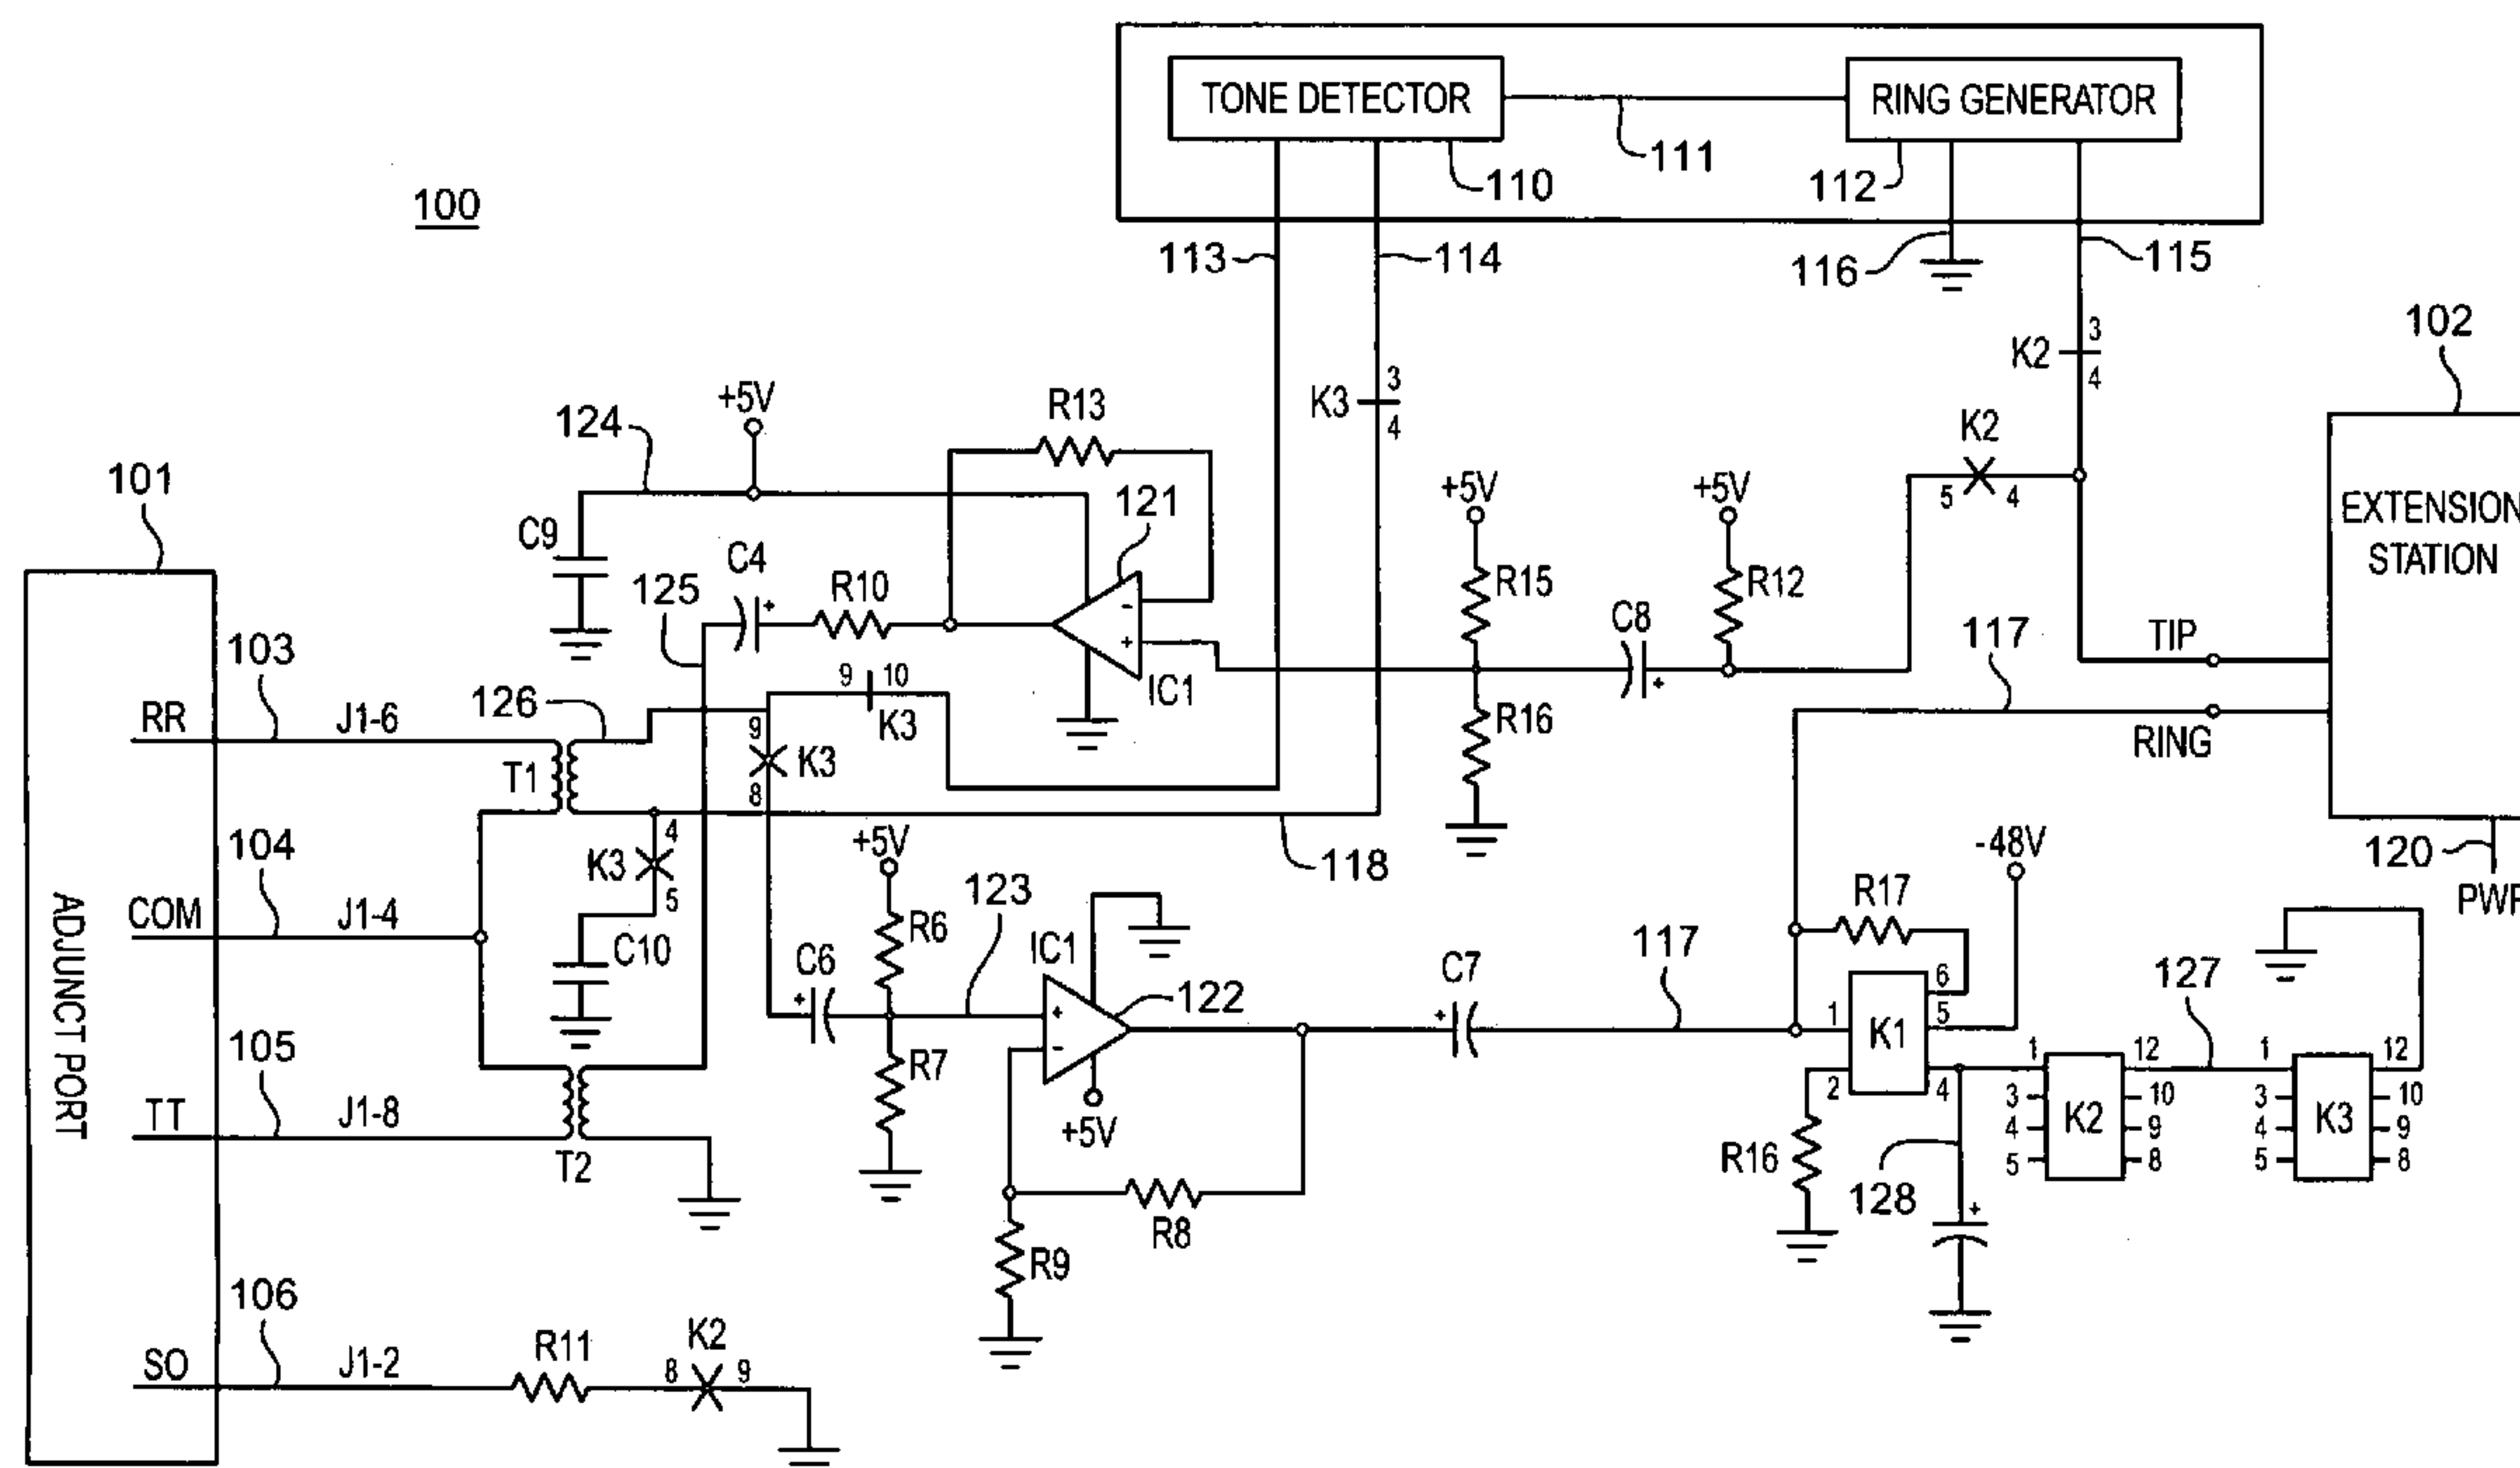 100
TONE DETECTOR
RING GENERATOR
110
111
112
113
114
116
115
K2
3
4
102
EXTENSION
STATION
K2
5
4
K3
3
4
124
+5V
R13
121
C9
125
C4
+
R10
-
+
IC1
+5V
R15
R16
C8
+
+5V
R12
117
TIP
RING
120
PWR
101
ADJUNCT PORT
103
RR
J1-6
126
T1
9
10
K3
9
K3
8
118
104
COM
J1-4
K3
4
5
C10
105
TT
J1-8
T2
106
SO
J1-2
R11
K2
8
9
+5V
R6
C6
+
R7
123
IC1
+
-
122
+5V
R8
R9
C7
+
117
R17
-48V
K1
1
2
6
5
4
R16
128
+
K2
1
3
4
5
12
10
9
8
127
K3
1
3
4
5
12
10
9
8